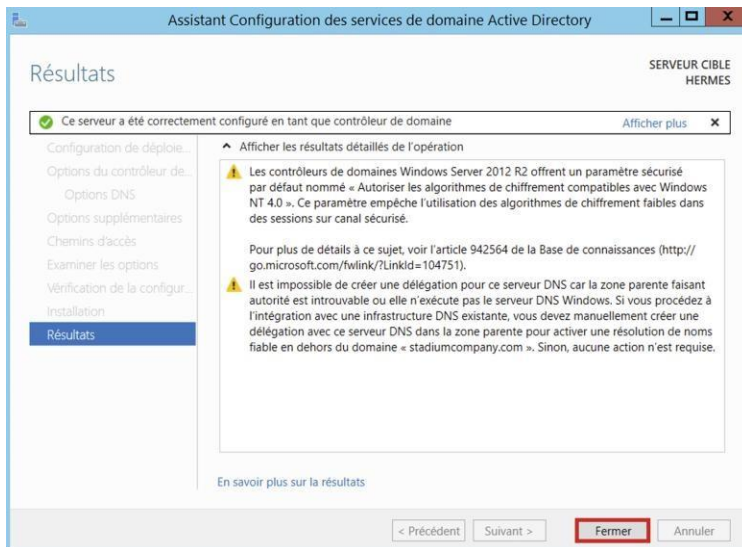 Assistant Configuration des services de domaine Active Directory
Résultats
SERVEUR CIBLE
HERMES
Ce serveur a été correctement configuré en tant que contrôleur de domaine
Afficher plus
Configuration de déploie...
Options du contrôleur de...
Options DNS
Options supplémentaires
Chemins d'accès
Examiner les options
Vérification de la configur...
Installation
Résultats
Afficher les résultats détaillés de l'opération
Les contrôleurs de domaines Windows Server 2012 R2 offrent un paramètre sécurisé
par défaut nommé « Autoriser les algorithmes de chiffrement compatibles avec Windows
NT 4.0 ». Ce paramètre empêche l'utilisation des algorithmes de chiffrement faibles dans
des sessions sur canal sécurisé.
Pour plus de détails à ce sujet, voir l'article 942564 de la Base de connaissances (http://
go.microsoft.com/fwlink/?LinkId=104751).
Il est impossible de créer une délégation pour ce serveur DNS car la zone parente faisant
autorité est introuvable ou elle n'exécute pas le serveur DNS Windows. Si vous procédez à
l'intégration avec une infrastructure DNS existante, vous devez manuellement créer une
délégation avec ce serveur DNS dans la zone parente pour activer une résolution de noms
fiable en dehors du domaine « stadiumcompany.com ». Sinon, aucune action n'est requise.
En savoir plus sur la résultats
< Précédent
Suivant >
Fermer
Annuler